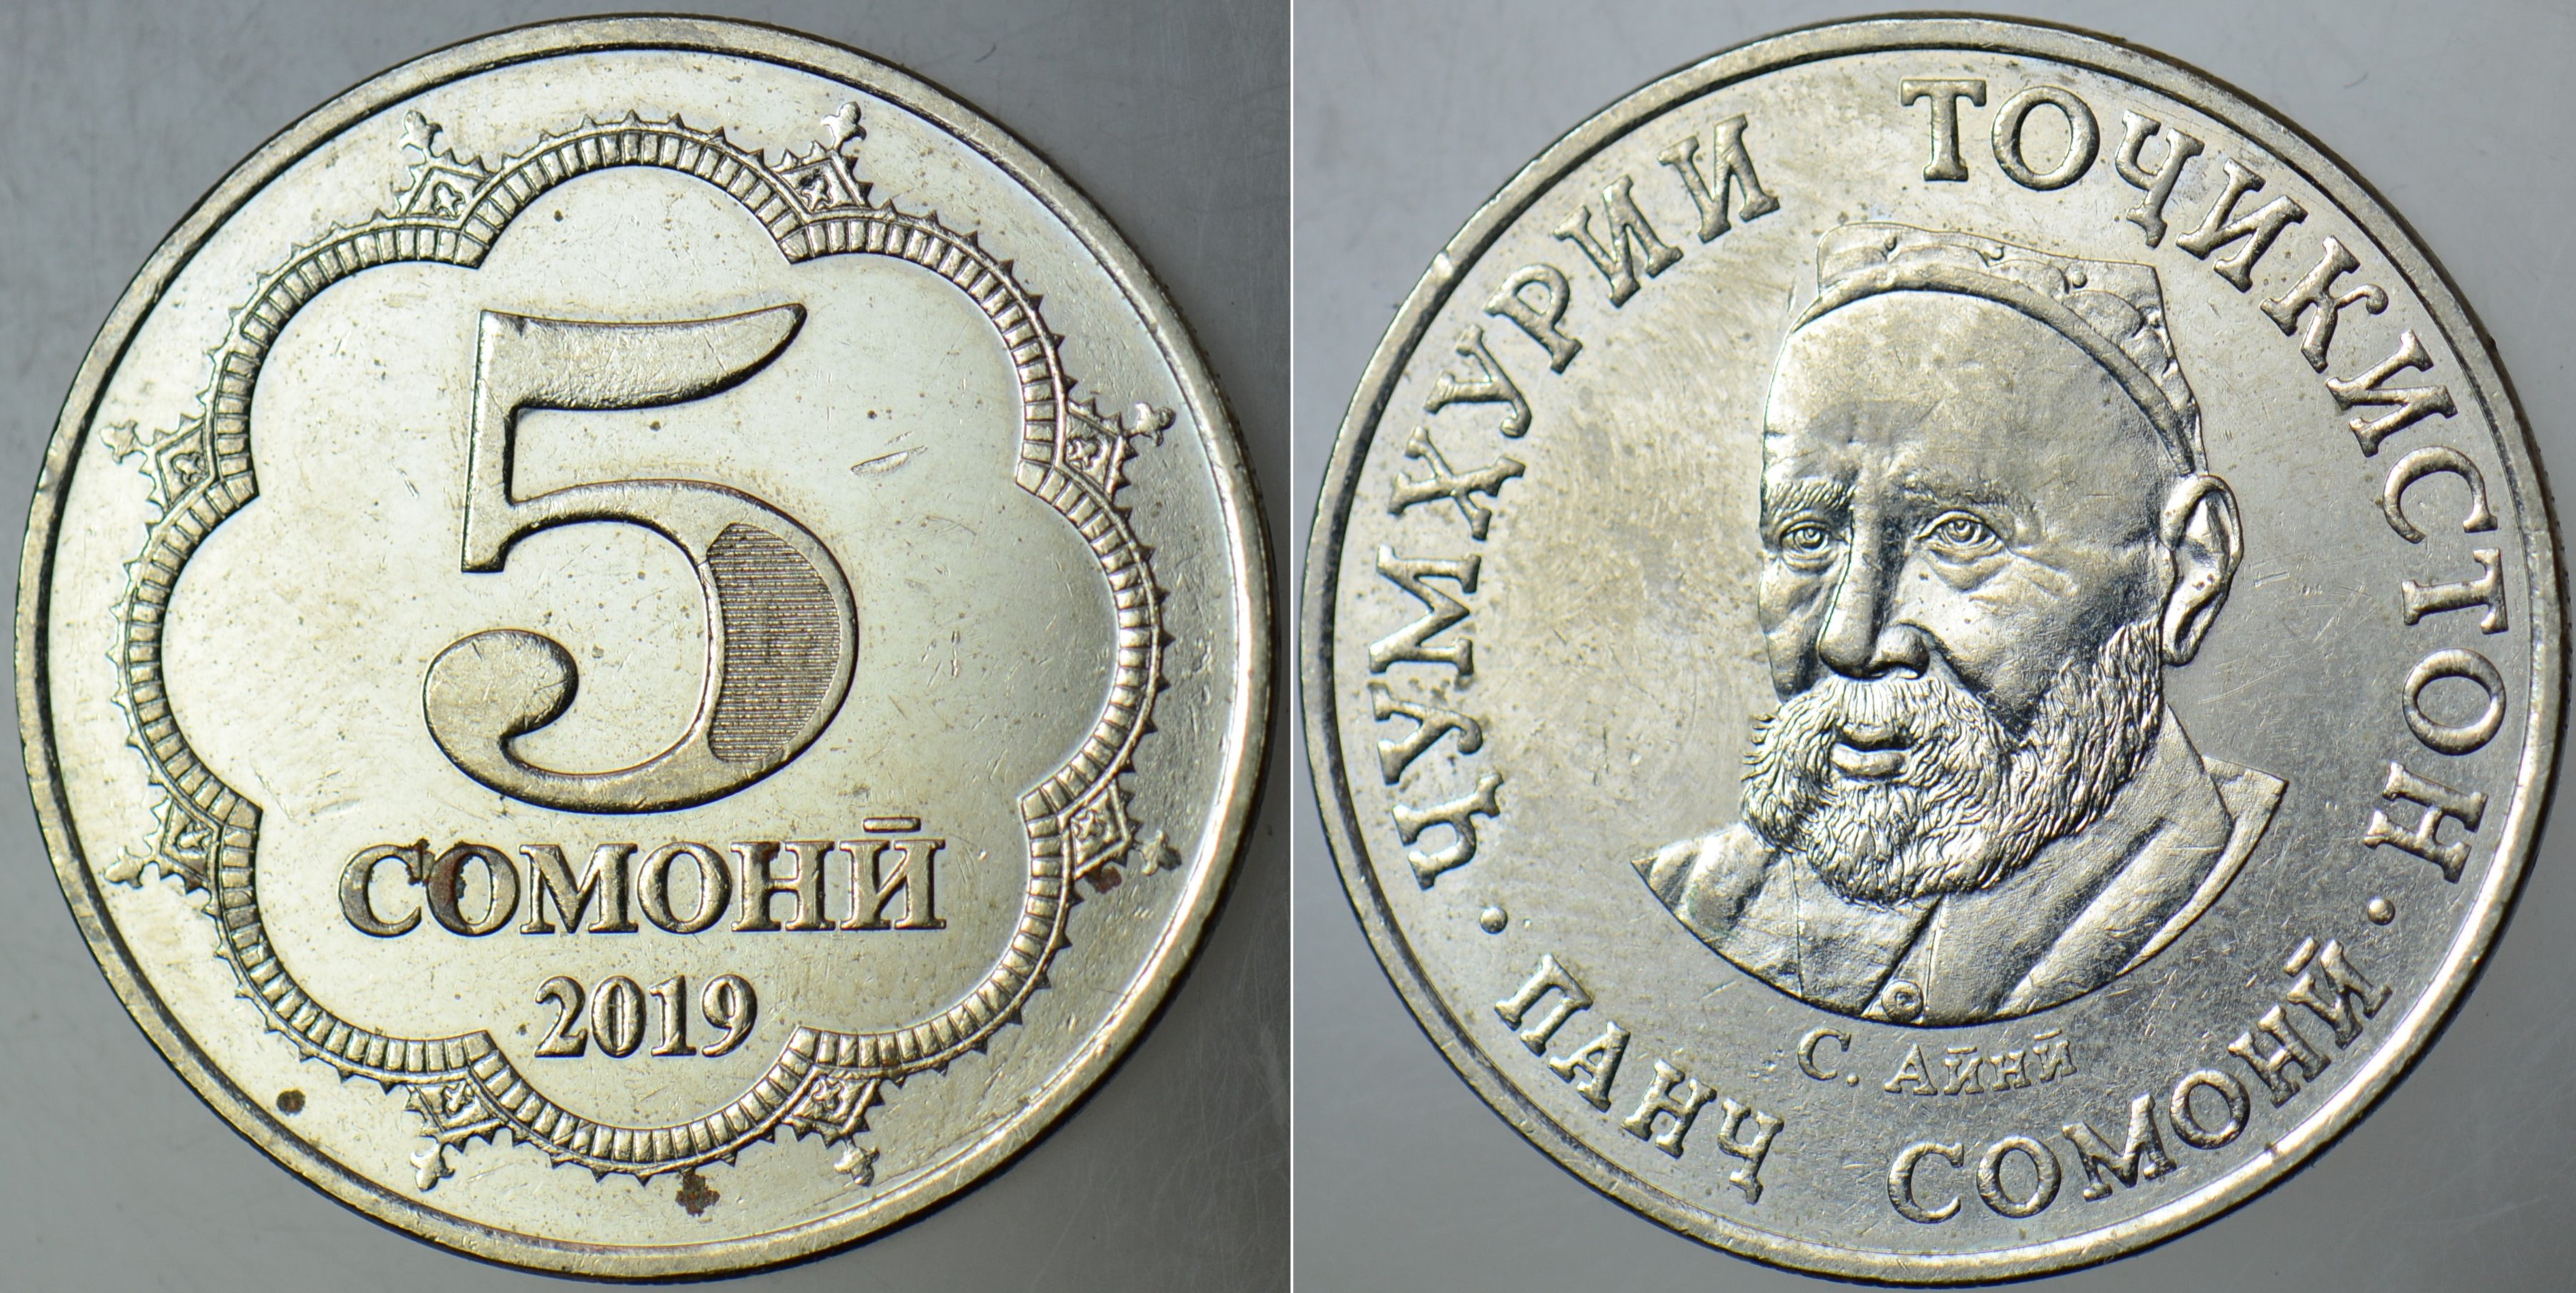 5
СОМОНӢ
2019
ҶУМҲУРИИ ТОҶИКИСТОН
С. АЙНӢ
· ПАНҶ СОМОНӢ ·